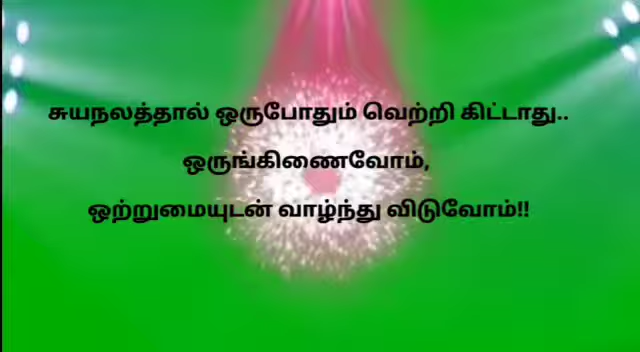 சுயநலத்தால் ஒருபோதும் வெற்றி கிட்டாது..
ஒருங்கிணைவோம்,
ஒற்றுமையுடன் வாழ்ந்து விடுவோம்!!